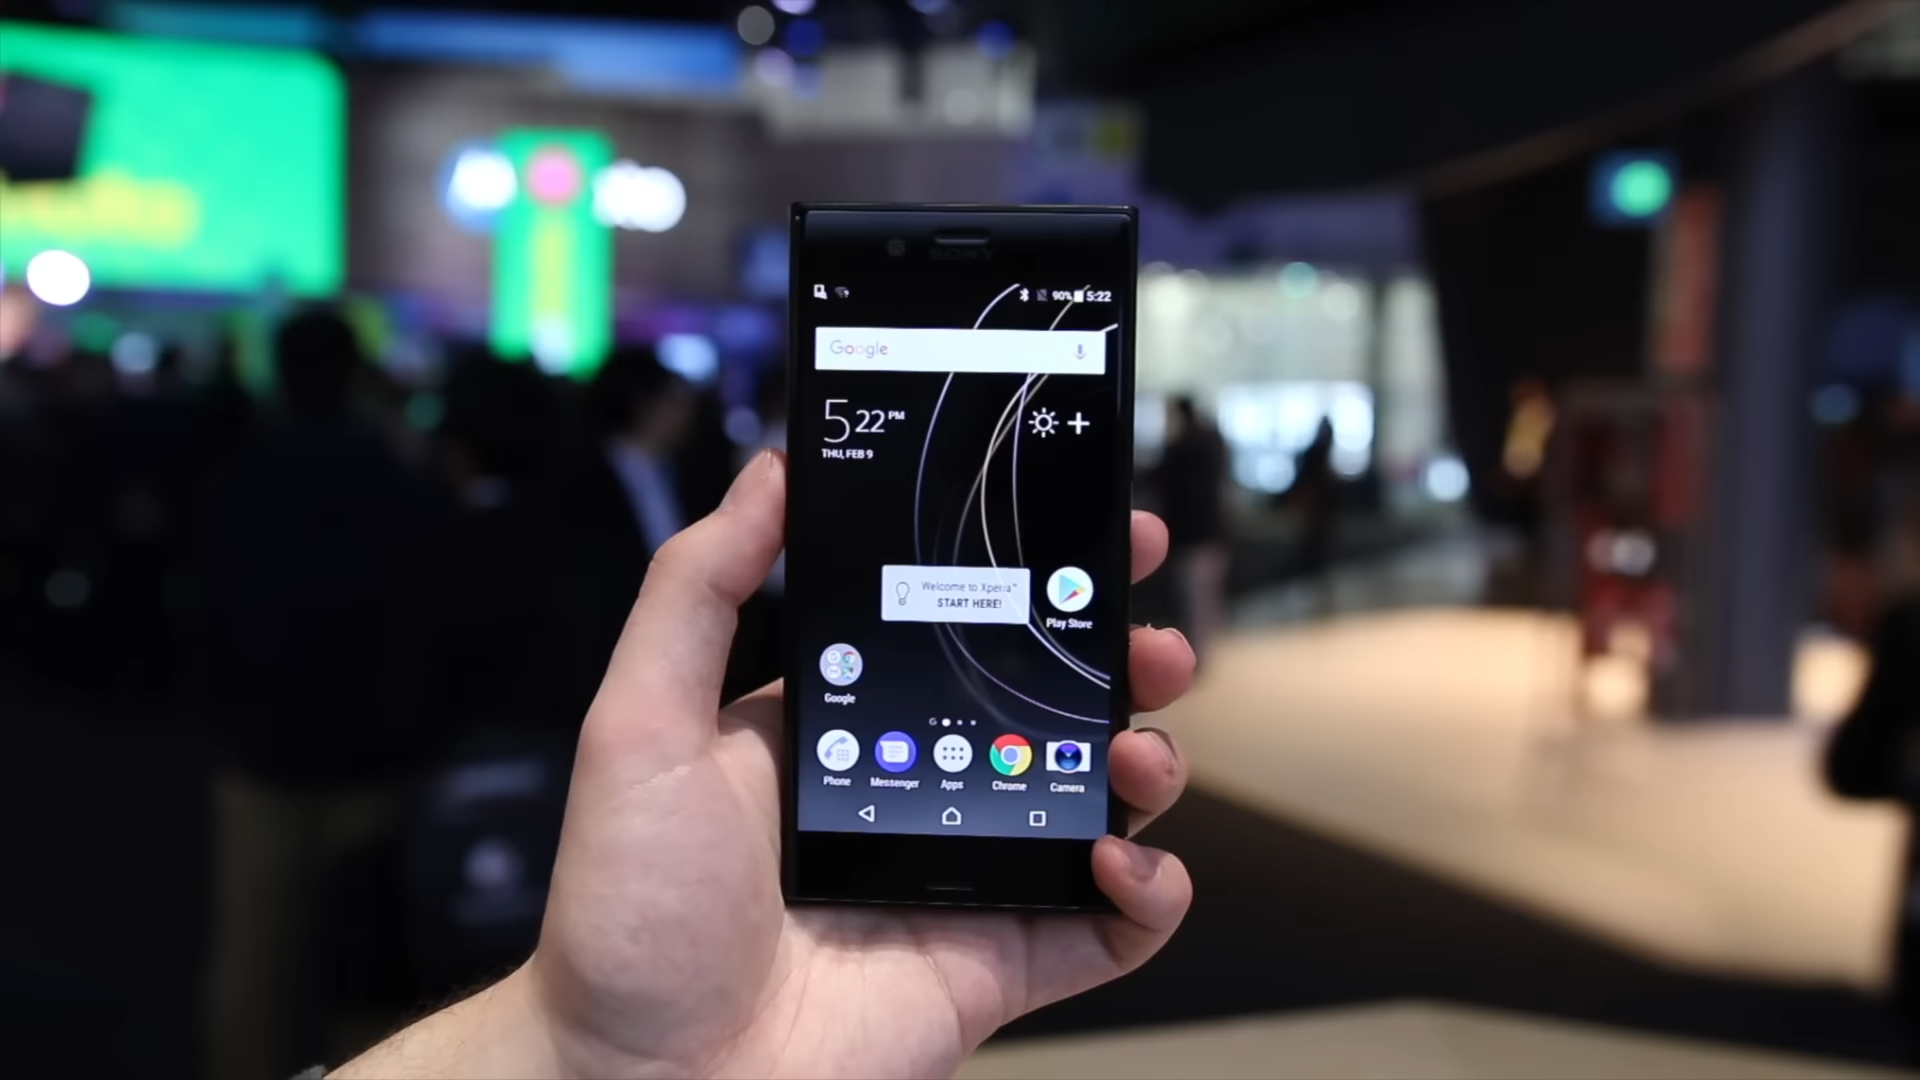 SONY
90% 5:22
Google
5 22 PM
THU, FEB 9
Welcome to Xperia™
START HERE!
Play Store
Google
G
Phone
Messenger
Apps
Chrome
Camera